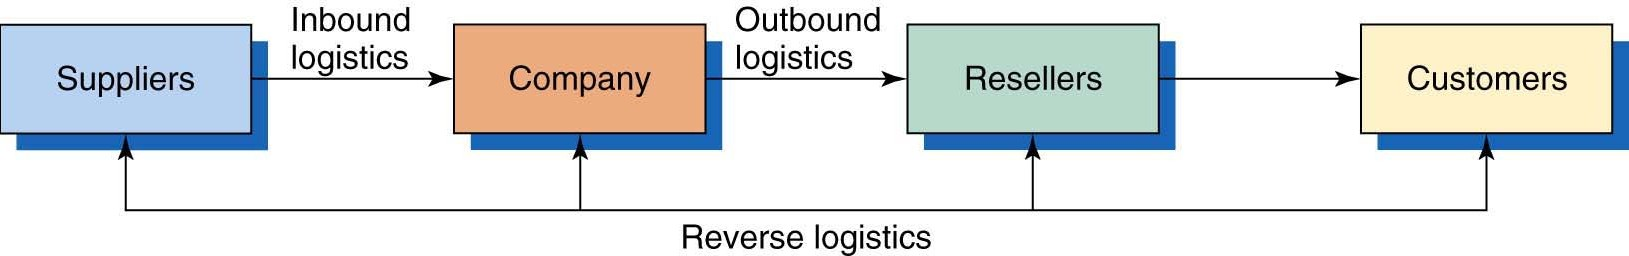 Inbound
logistics
Outbound
logistics
Suppliers
Company
Resellers
Customers
Reverse logistics